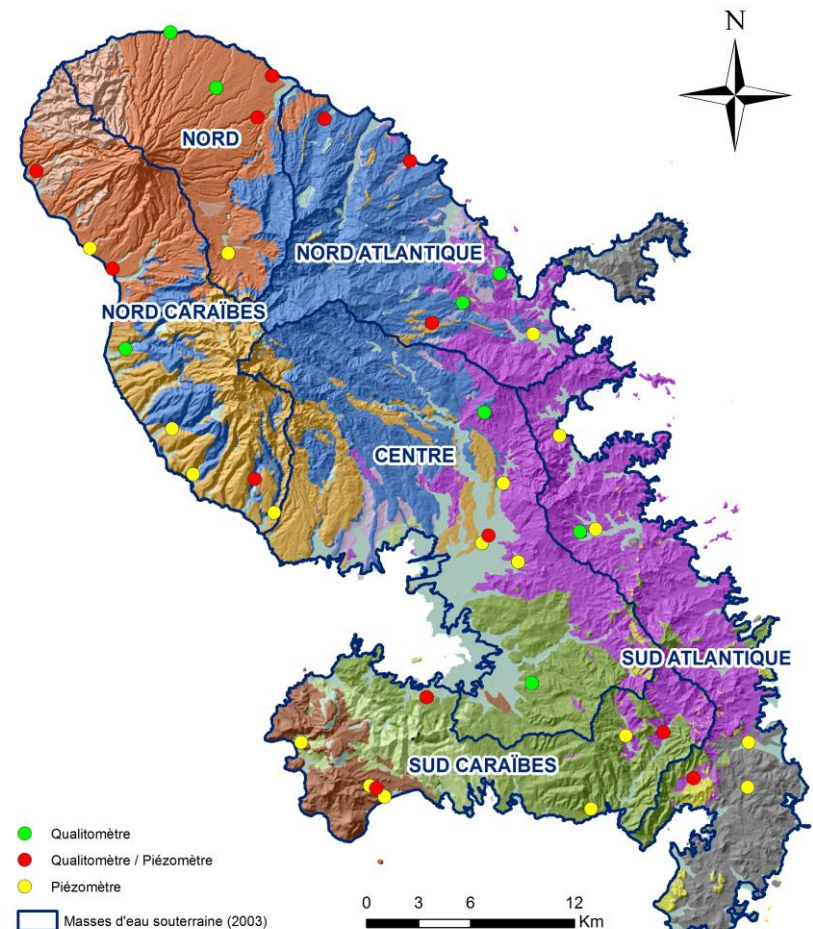 N
NORD
NORD ATLANTIQUE
NORD CARAÏBES
CENTRE
SUD ATLANTIQUE
SUD CARAÏBES
Qualitomètre
Qualitomètre / Piézomètre
Piézomètre
Masses d'eau souterraine (2003)
0 3 6 12
Km